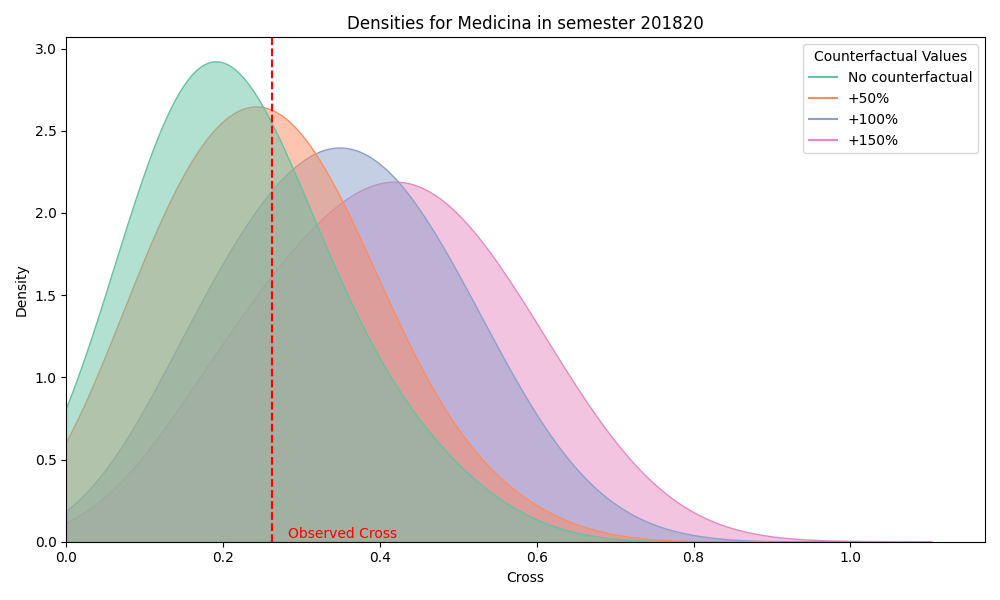 Densities for Medicina in semester 201820
Counterfactual Values
No counterfactual
+50%
+100%
+150%
3.0
2.5
2.0
1.5
1.0
0.5
0.0
Density
Observed Cross
0.0 0.2 0.4 0.6 0.8 1.0
Cross